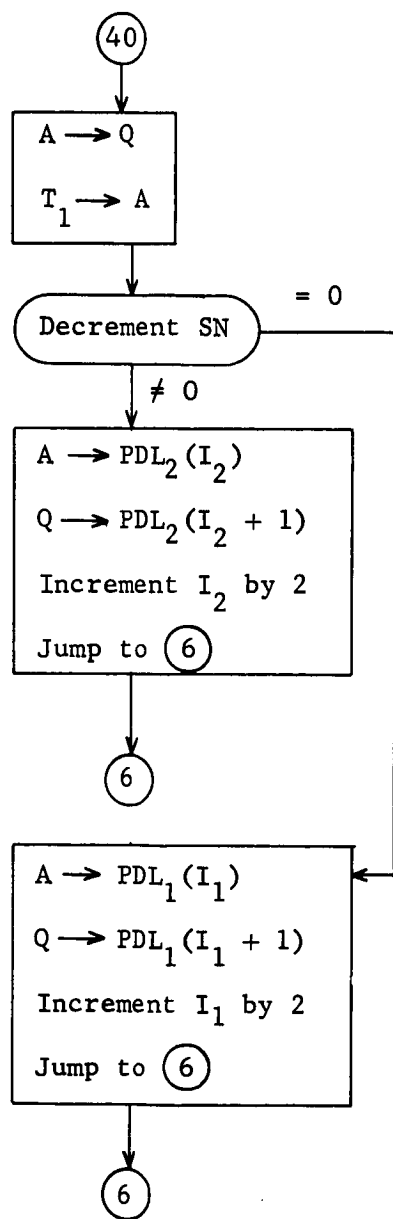 40
A → Q
T₁ → A
= 0
Decrement SN
≠ 0
A → PDL₂(I₂)
Q → PDL₂(I₂ + 1)
Increment I₂ by 2
Jump to 6
6
A → PDL₁(I₁)
Q → PDL₁(I₁ + 1)
Increment I₁ by 2
Jump to 6
6